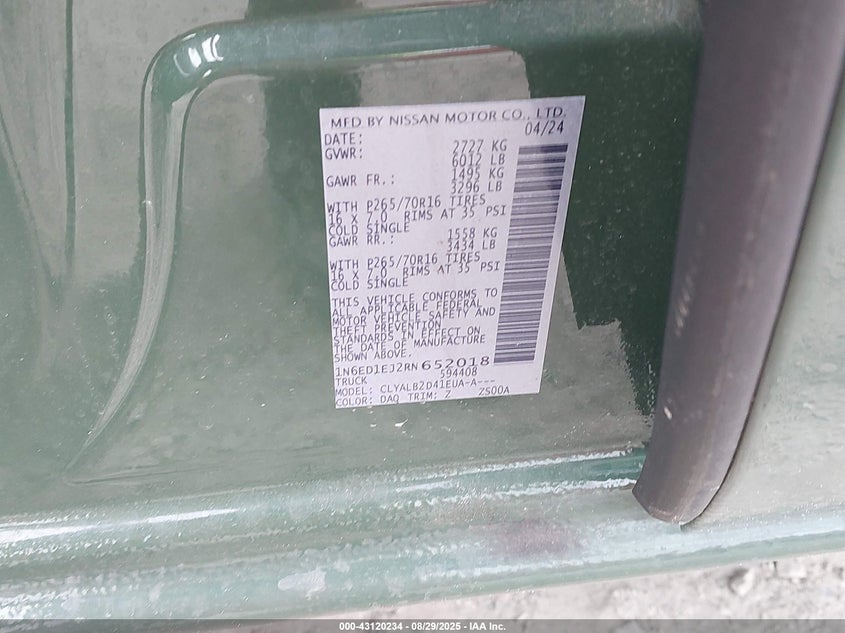 MFD BY NISSAN MOTOR CO., LTD.
DATE: 04/24
GVWR: 2727 KG
6012 LB
GAWR FR.: 1495 KG
3296 LB
WITH P265/70R16 TIRES
16 X 7.0 RIMS AT 35 PSI
COLD SINGLE
GAWR RR.: 1558 KG
3434 LB
WITH P265/70R16 TIRES
16 X 7.0 RIMS AT 35 PSI
COLD SINGLE
THIS VEHICLE CONFORMS TO
ALL APPLICABLE FEDERAL
MOTOR VEHICLE SAFETY AND
THEFT PREVENTION
STANDARDS IN EFFECT ON
THE DATE OF MANUFACTURE
SHOWN ABOVE.
1N6ED1EJ2RN652018
594408
TRUCK
MODEL: CLYALB2D41EUA-A---
COLOR: DAQ TRIM: Z ZS00A
000-43120234 - 08/29/2025 - IAA Inc.